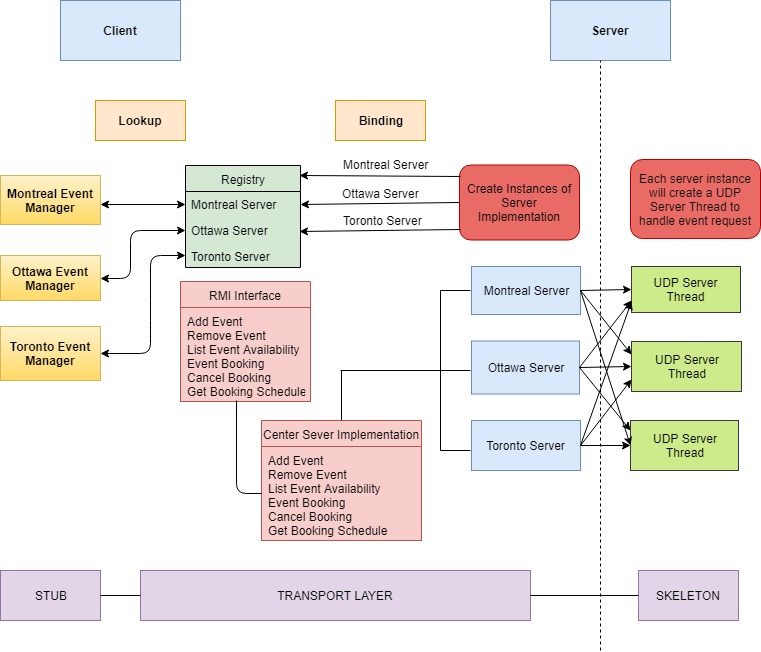 Client
Server
Lookup
Binding
Montreal Event
Manager
Ottawa Event
Manager
Toronto Event
Manager
Registry
Montreal Server
Ottawa Server
Toronto Server
Montreal Server
Ottawa Server
Toronto Server
Create Instances of
Server
Implementation
Each server instance
will create a UDP
Server Thread to
handle event request
RMI Interface
Add Event
Remove Event
List Event Availability
Event Booking
Cancel Booking
Get Booking Schedule
Center Sever Implementation
Add Event
Remove Event
List Event Availability
Event Booking
Cancel Booking
Get Booking Schedule
Montreal Server
Ottawa Server
Toronto Server
UDP Server
Thread
UDP Server
Thread
UDP Server
Thread
STUB
TRANSPORT LAYER
SKELETON